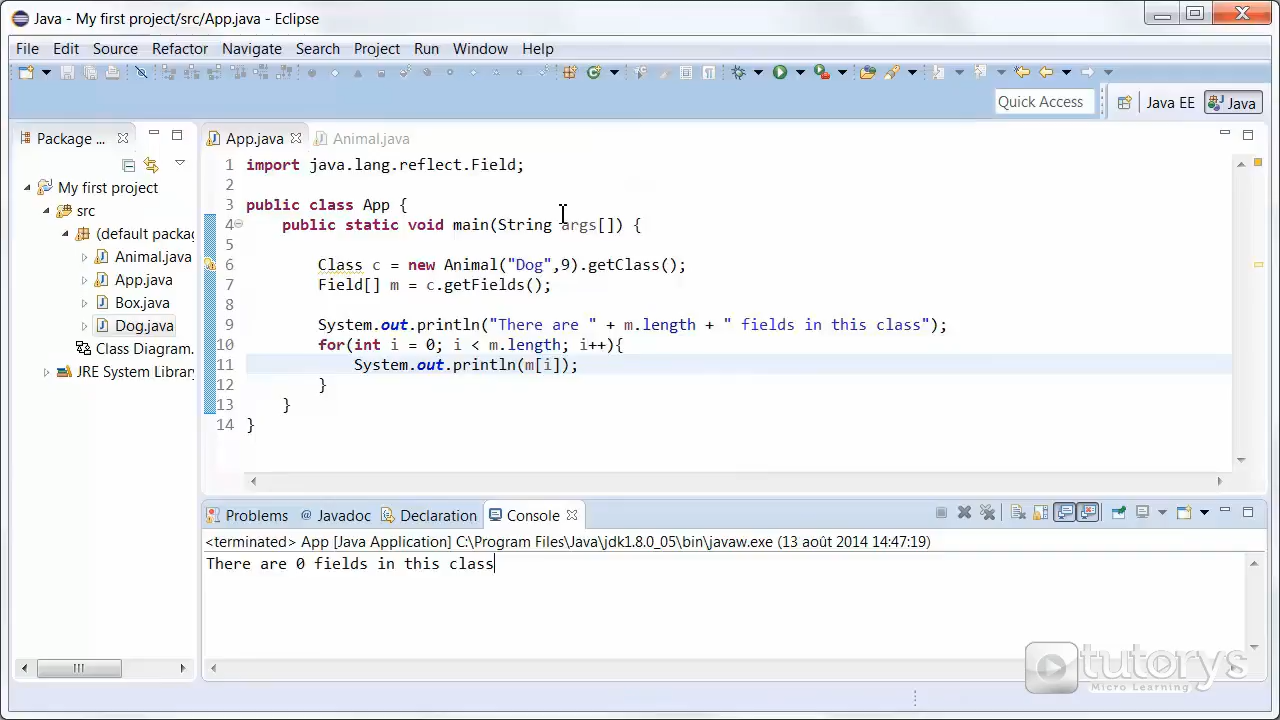 Java - My first project/src/App.java - Eclipse
File Edit Source Refactor Navigate Search Project Run Window Help
Quick Access Java EE Java
Package ... App.java Animal.java
My first project
src
(default packa
Animal.java
App.java
Box.java
Dog.java
Class Diagram.
JRE System Librar
1 import java.lang.reflect.Field;
2
3 public class App {
4 public static void main(String args[]) {
5
6 Class c = new Animal("Dog",9).getClass();
7 Field[] m = c.getFields();
8
9 System.out.println("There are " + m.length + " fields in this class");
10 for(int i = 0; i < m.length; i++){
11 System.out.println(m[i]);
12 }
13 }
14 }
Problems @ Javadoc Declaration Console
<terminated> App [Java Application] C:\Program Files\Java\jdk1.8.0_05\bin\javaw.exe (13 août 2014 14:47:19)
There are 0 fields in this class
tutorys
Micro Learning